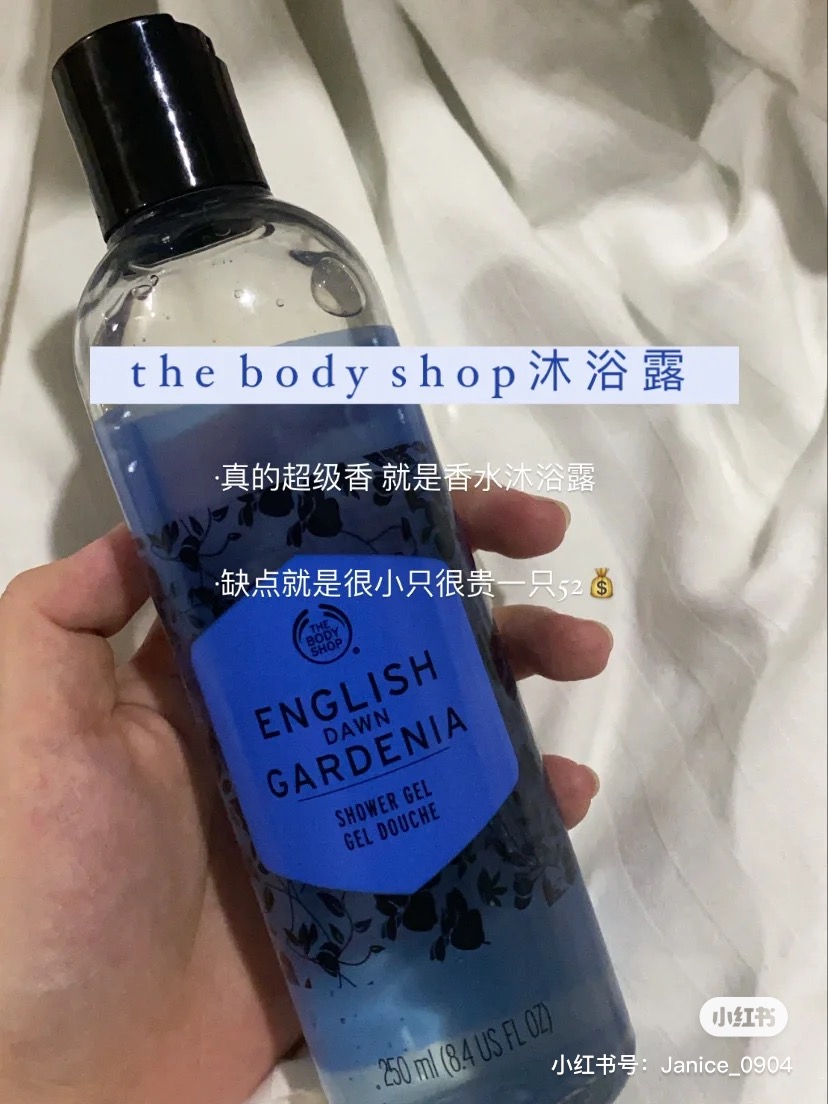 the body shop沐浴露
·真的超级香 就是香水沐浴露
·缺点就是很小只很贵一只52💰
THE
BODY
SHOP
ENGLISH
DAWN
GARDENIA
SHOWER GEL
GEL DOUCHE
250 ml (8.4 US FL OZ)
小红书
小红书号：Janice_0904